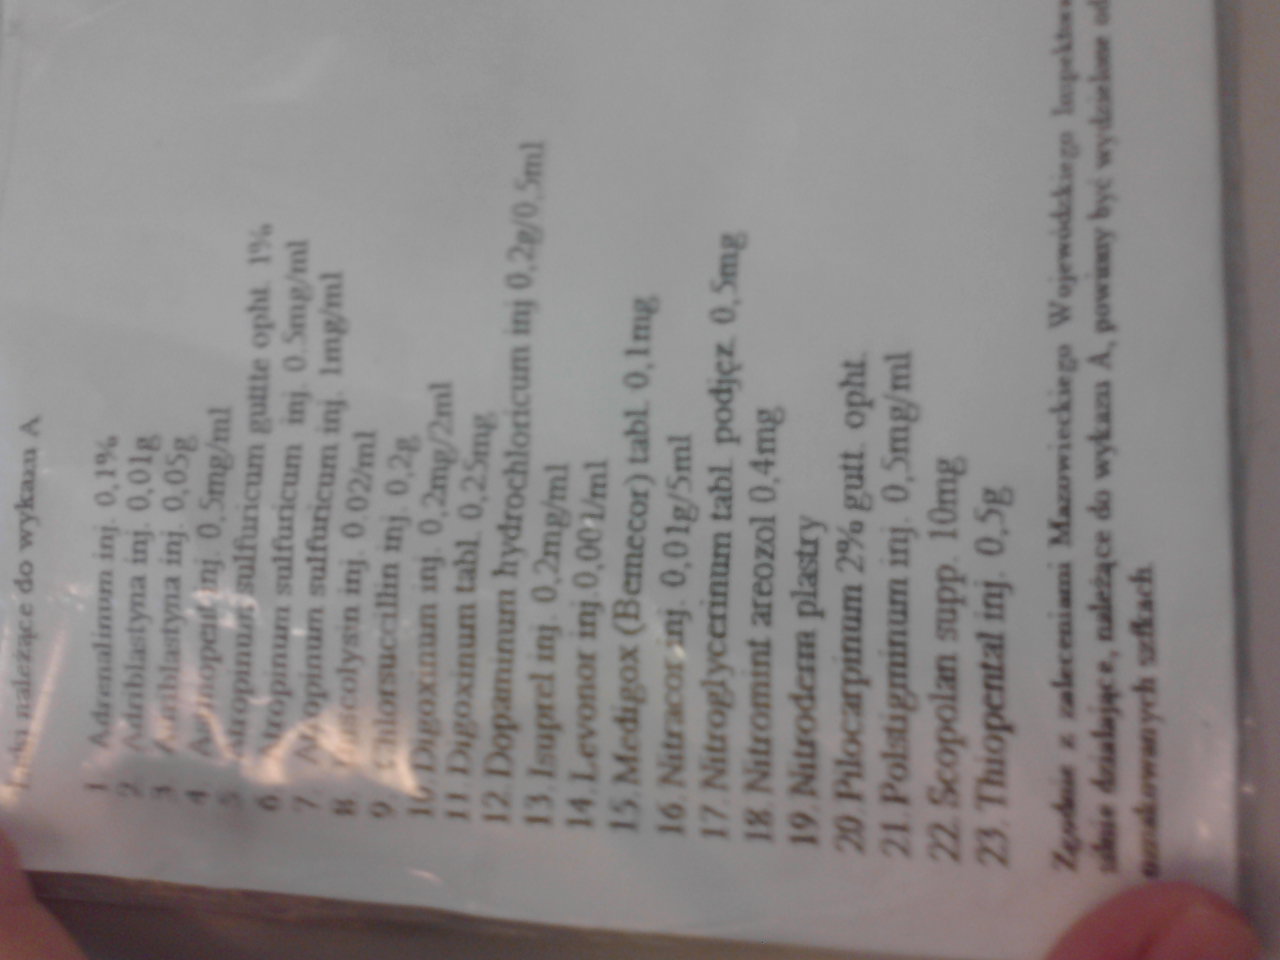 należące do wykazu A
1. Adrenalinum inj. 0,1%
2. Adriblastyna inj. 0,01g
3. Adriblastyna inj. 0,05g
4. inj. 0,5mg/ml
5. Atropinum sulfuricum guttte opht. 1%
6. Atropinum sulfuricum inj. 0.5mg/ml
7. Atropinum sulfuricum inj. 1mg/ml
8. inj. 0.02/ml
9. Chlorsuccillin inj. 0,2g
10. Digoxinum inj. 0,2mg/2ml
11. Digoxinum tabl. 0,25mg
12. Dopaminum hydrochloricum inj 0,2g/0,5ml
13. Isuprel inj. 0,2mg/ml
14. Levonor inj.0,001/ml
15. Medigox (Bemecor) tabl. 0,1mg
16. Nitracor inj. 0,01g/5ml
17. Nitroglycerinum tabl. podjęz. 0,5mg
18. Nitromint areozol 0,4mg
19. Nitroderm plastry
20. Pilocarpinum 2% gutt. opht.
21. Polstigminum inj. 0,5mg/ml
22. Scopolan supp. 10mg
23. Thiopental inj. 0,5g
Zgodnie z zaleceniami Mazowieckiego Wojewódzkiego
silnie działające, należące do wykazu A, powinny być wydzielone
oznakowanych szafkach.